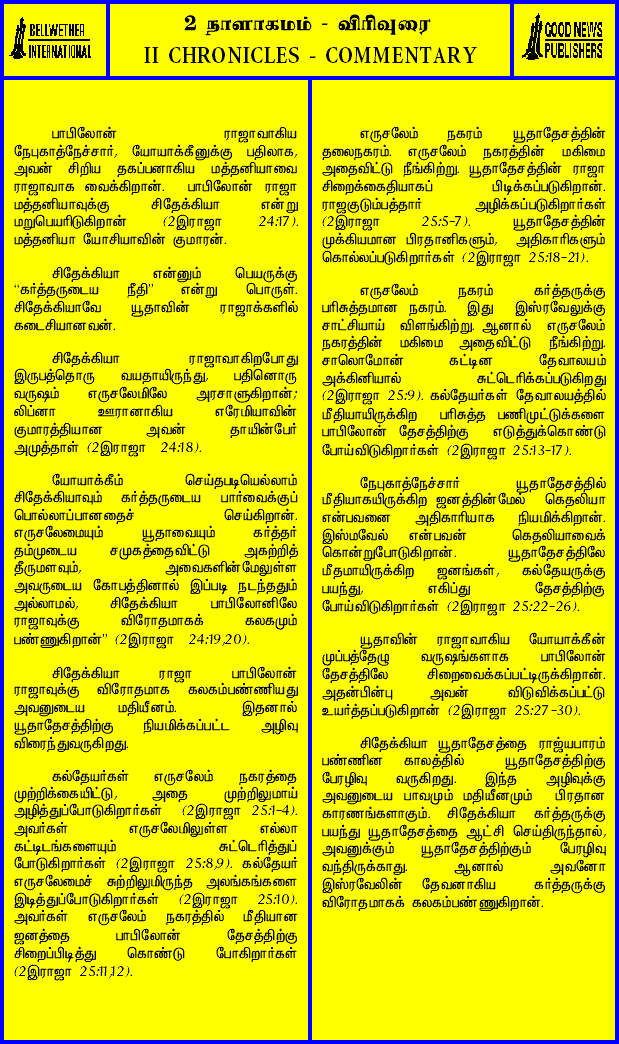 BELLWETHER
INTERNATIONAL
2 நாளாகமம் - விரிவுரை
II CHRONICLES - COMMENTARY
GOOD NEWS
PUBLISHERS
பாபிலோன் ராஜாவாகிய
நேபுகாத்நேச்சார், யோயாக்கீனுக்கு பதிலாக,
அவன் சிறிய தகப்பனாகிய மத்தனியாவை
ராஜாவாக வைக்கிறான். பாபிலோன் ராஜா
மத்தனியாவுக்கு சிதேக்கியா என்று
மறுபெயரிடுகிறான் (2இராஜா 24:17).
மத்தனியா யோசியாவின் குமாரன்.
சிதேக்கியா என்னும் பெயருக்கு
“கர்த்தருடைய நீதி” என்று பொருள்.
சிதேக்கியாவே யூதாவின் ராஜாக்களில்
கடைசியானவன்.
சிதேக்கியா ராஜாவாகிறபோது
இருபத்தொரு வயதாயிருந்து, பதினொரு
வருஷம் எருசலேமிலே அரசாளுகிறான்;
லிப்னா ஊரானாகிய எரேமியாவின்
குமாரத்தியான அவன் தாயின்பேர்
அமுத்தாள் (2இராஜா 24:18).
யோயாக்கீம் செய்தபடியெல்லாம்
சிதேக்கியாவும் கர்த்தருடைய பார்வைக்குப்
பொல்லாப்பானதைச் செய்கிறான்.
எருசலேமையும் யூதாவையும் கர்த்தர்
தம்முடைய சமுகத்தைவிட்டு அகற்றித்
தீருமளவும், அவைகளின்மேலுள்ள
அவருடைய கோபத்தினால் இப்படி நடந்ததும்
அல்லாமல், சிதேக்கியா பாபிலோனிலே
ராஜாவுக்கு விரோதமாகக் கலகமும்
பண்ணுகிறான்” (2இராஜா 24:19,20).
சிதேக்கியா ராஜா பாபிலோன்
ராஜாவுக்கு விரோதமாக கலகம்பண்ணியது
அவனுடைய மதியீனம். இதனால்
யூதாதேசத்திற்கு நியமிக்கப்பட்ட அழிவு
விரைந்துவருகிறது.
கல்தேயர்கள் எருசலேம் நகரத்தை
முற்றிக்கையிட்டு, அதை முற்றிலுமாய்
அழித்துப்போடுகிறார்கள் (2இராஜா 25:1-4).
அவர்கள் எருசலேமிலுள்ள எல்லா
கட்டிடங்களையும் சுட்டெரித்துப்
போடுகிறார்கள் (2இராஜா 25:8,9). கல்தேயர்
எருசலேமைச் சுற்றிலுமிருந்த அலங்கங்களை
இடித்துப்போடுகிறார்கள் (2இராஜா 25:10).
அவர்கள் எருசலேம் நகரத்தில் மீதியான
ஜனத்தை பாபிலோன் தேசத்திற்கு
சிறைப்பிடித்து கொண்டு போகிறார்கள்
(2இராஜா 25:11,12).
எருசலேம் நகரம் யூதாதேசத்தின்
தலைநகரம். எருசலேம் நகரத்தின் மகிமை
அதைவிட்டு நீங்கிற்று. யூதாதேசத்தின் ராஜா
சிறைக்கைதியாகப் பிடிக்கப்படுகிறான்.
ராஜகுடும்பத்தார் அழிக்கப்படுகிறார்கள்
(2இராஜா 25:5-7). யூதாதேசத்தின்
முக்கியமான பிரதானிகளும், அதிகாரிகளும்
கொல்லப்படுகிறார்கள் (2இராஜா 25:18-21).
எருசலேம் நகரம் கர்த்தருக்கு
பரிசுத்தமான நகரம். இது இஸ்ரவேலுக்கு
சாட்சியாய் விளங்கிற்று. ஆனால் எருசலேம்
நகரத்தின் மகிமை அதைவிட்டு நீங்கிற்று.
சாலொமோன் கட்டின தேவாலயம்
அக்கினியால் சுட்டெரிக்கப்படுகிறது
(2இராஜா 25:9). கல்தேயர்கள் தேவாலயத்தில்
மீதியாயிருக்கிற பரிசுத்த பணிமுட்டுக்களை
பாபிலோன் தேசத்திற்கு எடுத்துக்கொண்டு
போய்விடுகிறார்கள் (2இராஜா 25:13-17).
நேபுகாத்நேச்சார் யூதாதேசத்தில்
மீதியாகயிருக்கிற ஜனத்தின்மேல் கெதலியா
என்பவனை அதிகாரியாக நியமிக்கிறான்.
இஸ்மவேல் என்பவன் கெதலியாவைக்
கொன்றுபோடுகிறான். யூதாதேசத்திலே
மீதமாயிருக்கிற ஜனங்கள், கல்தேயருக்கு
பயந்து, எகிப்து தேசத்திற்கு
போய்விடுகிறார்கள் (2இராஜா 25:22-26).
யூதாவின் ராஜாவாகிய யோயாக்கீன்
முப்பத்தேழு வருஷங்களாக பாபிலோன்
தேசத்திலே சிறைவைக்கப்பட்டிருக்கிறான்.
அதன்பின்பு அவன் விடுவிக்கப்பட்டு
உயர்த்தப்படுகிறான் (2இராஜா 25:27-30).
சிதேக்கியா யூதாதேசத்தை ராஜ்யபாரம்
பண்ணின காலத்தில் யூதாதேசத்திற்கு
பேரழிவு வருகிறது. இந்த அழிவுக்கு
அவனுடைய பாவமும் மதியீனமும் பிரதான
காரணங்களாகும். சிதேக்கியா கர்த்தருக்கு
பயந்து யூதாதேசத்தை ஆட்சி செய்திருந்தால்,
அவனுக்கும் யூதாதேசத்திற்கும் பேரழிவு
வந்திருக்காது. ஆனால் அவனோ
இஸ்ரவேலின் தேவனாகிய கர்த்தருக்கு
விரோதமாகக் கலகம்பண்ணுகிறான்.